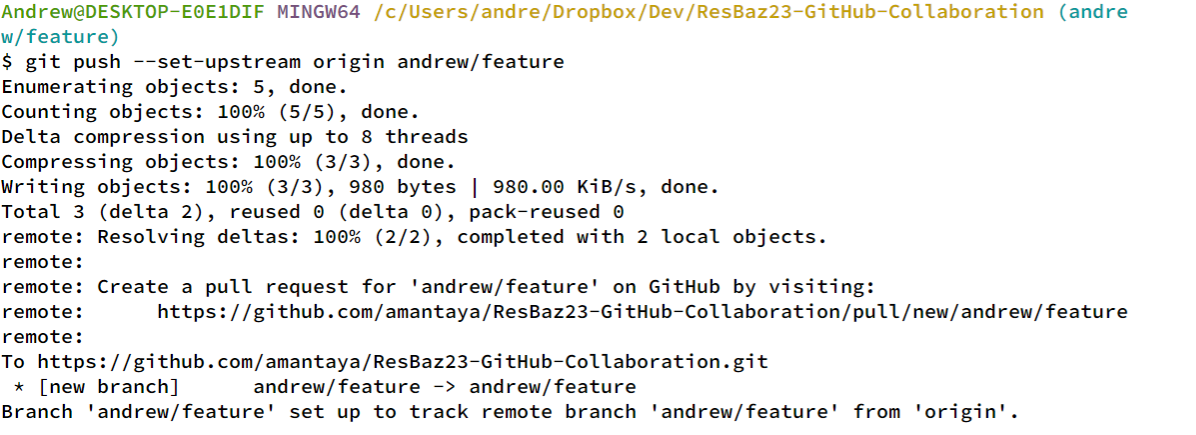 Andrew@DESKTOP-E0E1DIF MINGW64 /c/Users/andre/Dropbox/Dev/ResBaz23-GitHub-Collaboration (andre
w/feature)
$ git push --set-upstream origin andrew/feature
Enumerating objects: 5, done.
Counting objects: 100% (5/5), done.
Delta compression using up to 8 threads
Compressing objects: 100% (3/3), done.
Writing objects: 100% (3/3), 980 bytes | 980.00 KiB/s, done.
Total 3 (delta 2), reused 0 (delta 0), pack-reused 0
remote: Resolving deltas: 100% (2/2), completed with 2 local objects.
remote:
remote: Create a pull request for 'andrew/feature' on GitHub by visiting:
remote:      https://github.com/amantaya/ResBaz23-GitHub-Collaboration/pull/new/andrew/feature
remote:
To https://github.com/amantaya/ResBaz23-GitHub-Collaboration.git
 * [new branch]      andrew/feature -> andrew/feature
Branch 'andrew/feature' set up to track remote branch 'andrew/feature' from 'origin'.